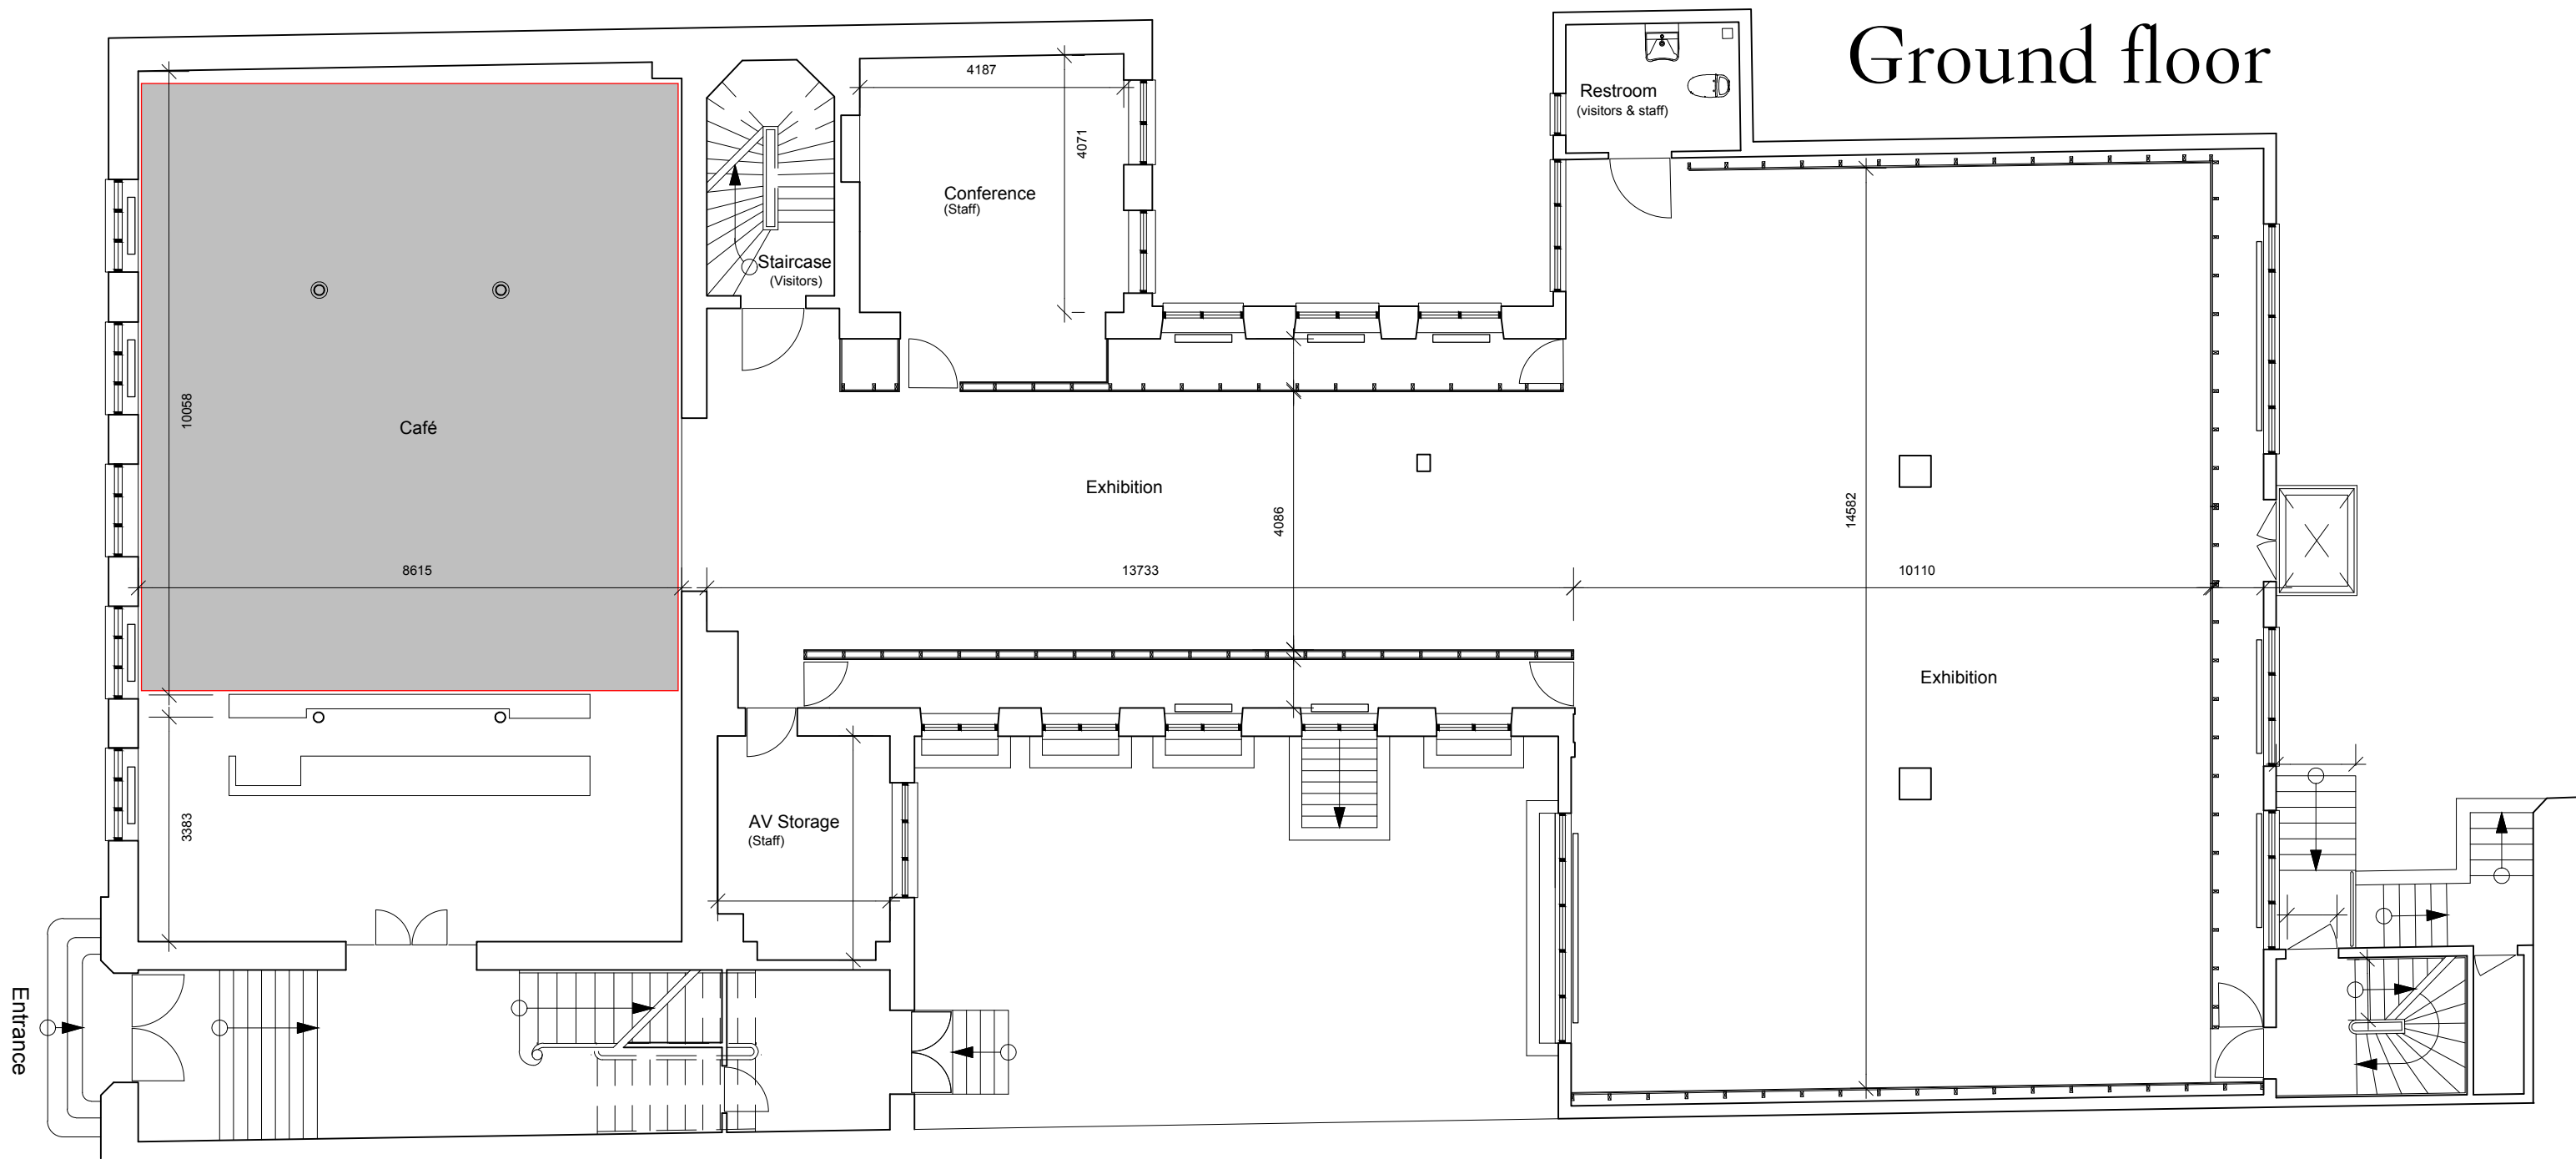 Ground floor
Restroom
(visitors & staff)
4187
4071
Conference
(Staff)
Staircase
(Visitors)
10058
Café
Exhibition
4086
14582
8615
13733
10110
Exhibition
3383
AV Storage
(Staff)
Entrance